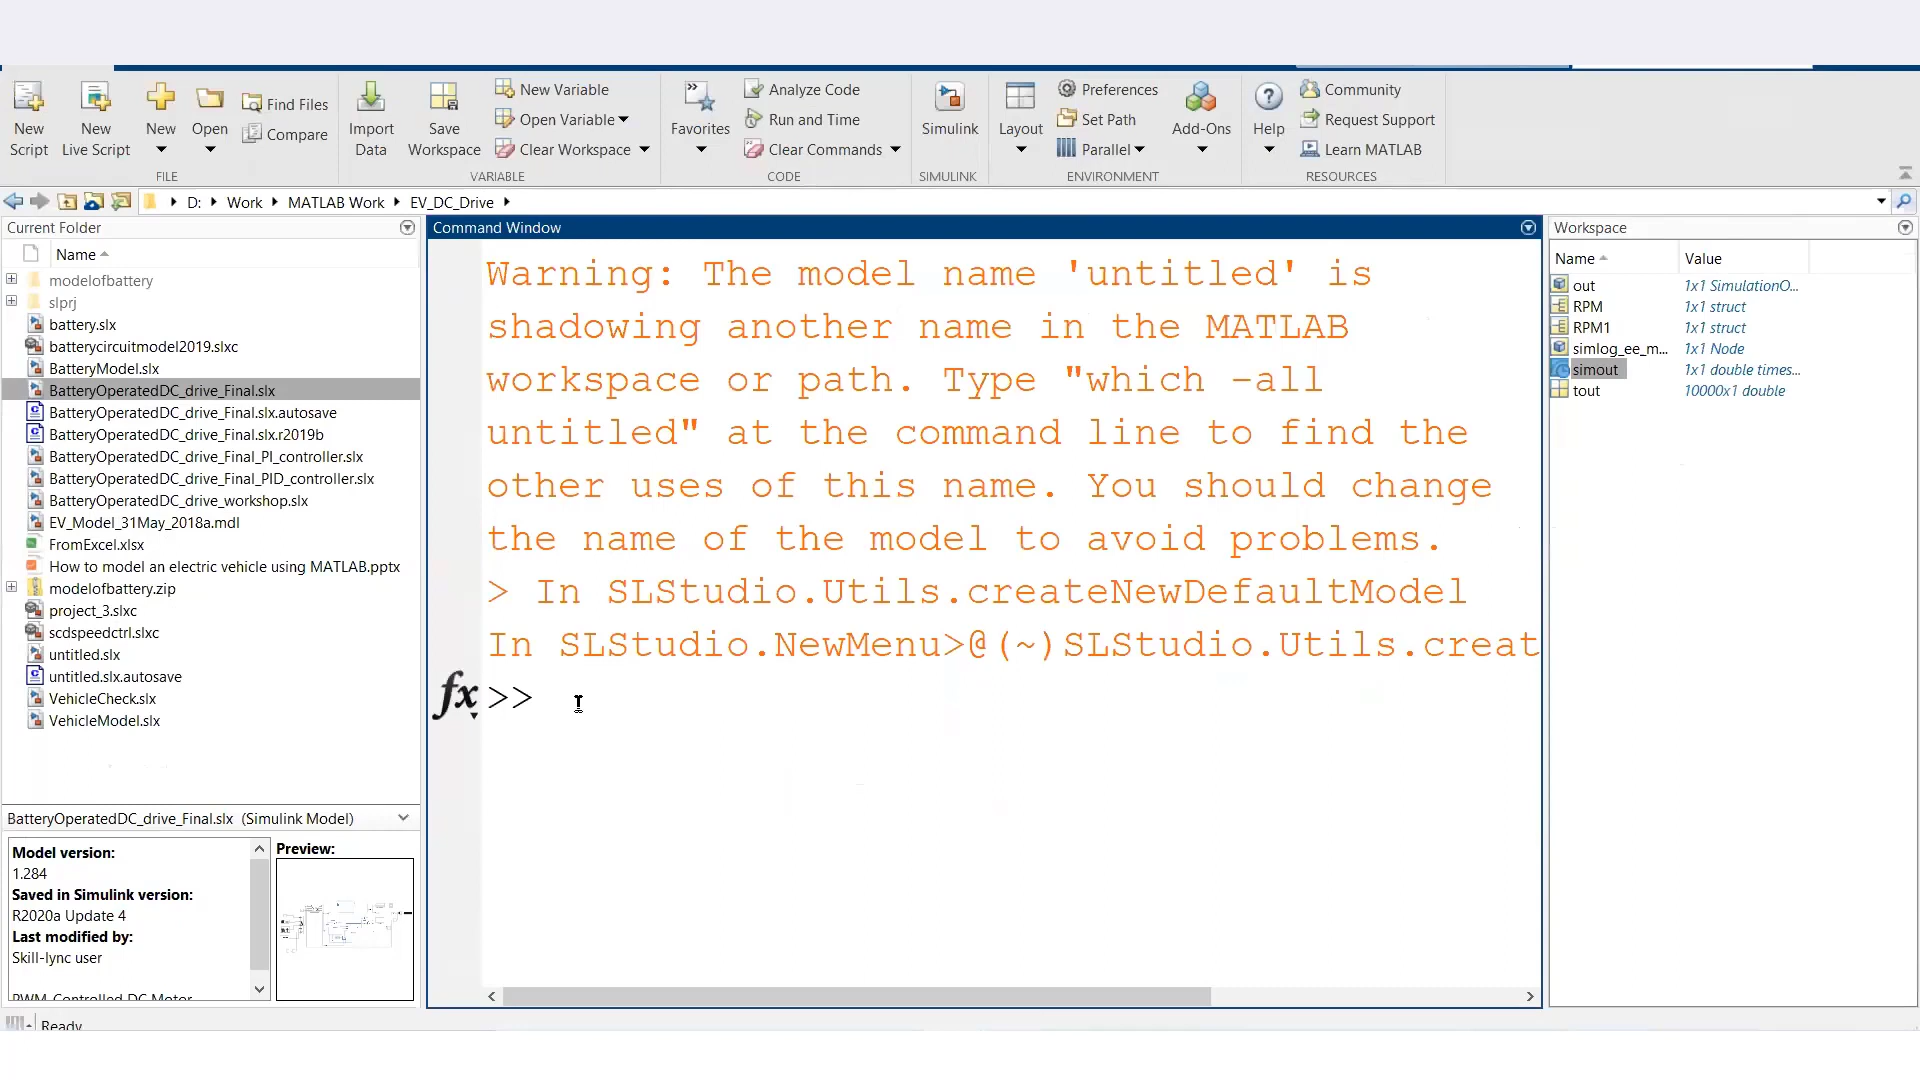 New Script
New Live Script
New
Open
Find Files
Compare
FILE
Import Data
Save Workspace
New Variable
Open Variable
Clear Workspace
VARIABLE
Favorites
Analyze Code
Run and Time
Clear Commands
CODE
Simulink
SIMULINK
Layout
Preferences
Set Path
Parallel
Add-Ons
ENVIRONMENT
Help
Community
Request Support
Learn MATLAB
RESOURCES
D: Work MATLAB Work EV_DC_Drive
Current Folder
Name
modelofbattery
slprj
battery.slx
batterycircuitmodel2019.slxc
BatteryModel.slx
BatteryOperatedDC_drive_Final.slx
BatteryOperatedDC_drive_Final.slx.autosave
BatteryOperatedDC_drive_Final.slx.r2019b
BatteryOperatedDC_drive_Final_PI_controller.slx
BatteryOperatedDC_drive_Final_PID_controller.slx
BatteryOperatedDC_drive_workshop.slx
EV_Model_31May_2018a.mdl
FromExcel.xlsx
How to model an electric vehicle using MATLAB.pptx
modelofbattery.zip
project_3.slxc
scdspeedctrl.slxc
untitled.slx
untitled.slx.autosave
VehicleCheck.slx
VehicleModel.slx
BatteryOperatedDC_drive_Final.slx (Simulink Model)
Model version:
1.284
Saved in Simulink version:
R2020a Update 4
Last modified by:
Skill-lync user
PWM-Controlled DC Motor
Preview:
Ready
Command Window
Warning: The model name 'untitled' is
shadowing another name in the MATLAB
workspace or path. Type "which -all
untitled" at the command line to find the
other uses of this name. You should change
the name of the model to avoid problems.
> In SLStudio.Utils.createNewDefaultModel
In SLStudio.NewMenu>@(~)SLStudio.Utils.creat
fx >>
Workspace
Name Value
out 1x1 SimulationO...
RPM 1x1 struct
RPM1 1x1 struct
simlog_ee_m... 1x1 Node
simout 1x1 double times...
tout 10000x1 double